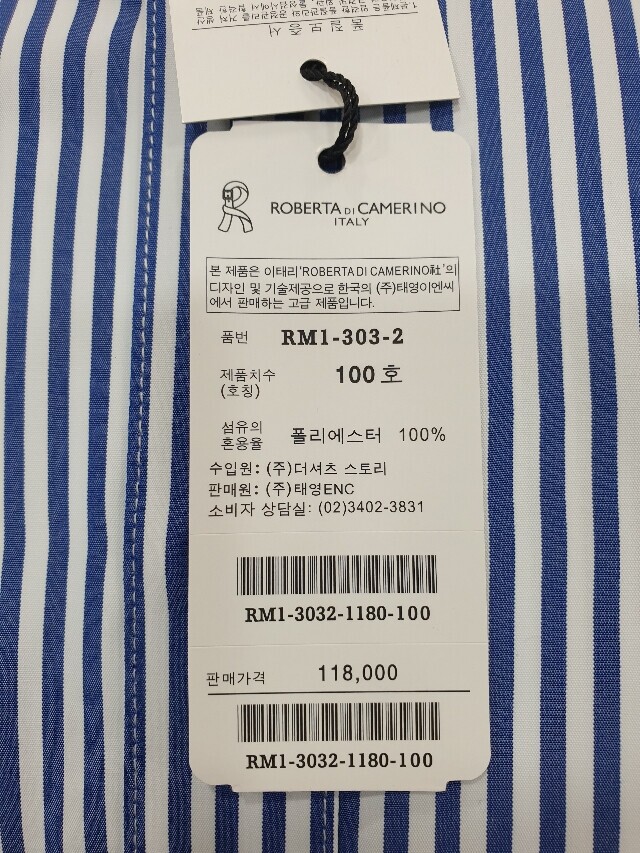 품 질 보 증 서
ROBERTA DI CAMERINO
ITALY
본 제품은 이태리'ROBERTA DI CAMERINO社'의
디자인 및 기술제공으로 한국의 (주)태영이엔씨
에서 판매하는 고급 제품입니다.
품번 RM1-303-2
제품치수 100 호
(호칭)
섬유의
혼용율 폴리에스터 100%
수입원: (주)더셔츠 스토리
판매원: (주)태영ENC
소비자 상담실: (02)3402-3831
RM1-3032-1180-100
판매가격 118,000
RM1-3032-1180-100